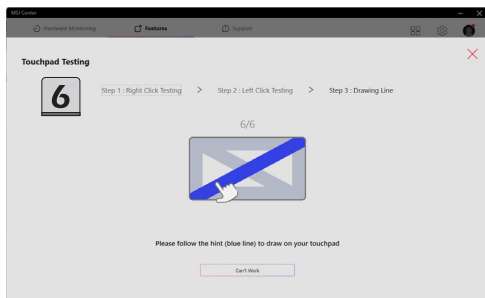 MSI Center
Hardware Monitoring
Features
Support
Touchpad Testing
6
Step 1 : Right Click Testing > Step 2 : Left Click Testing > Step 3 : Drawing Line
6/6
Please follow the hint (blue line) to draw on your touchpad
Can't Work